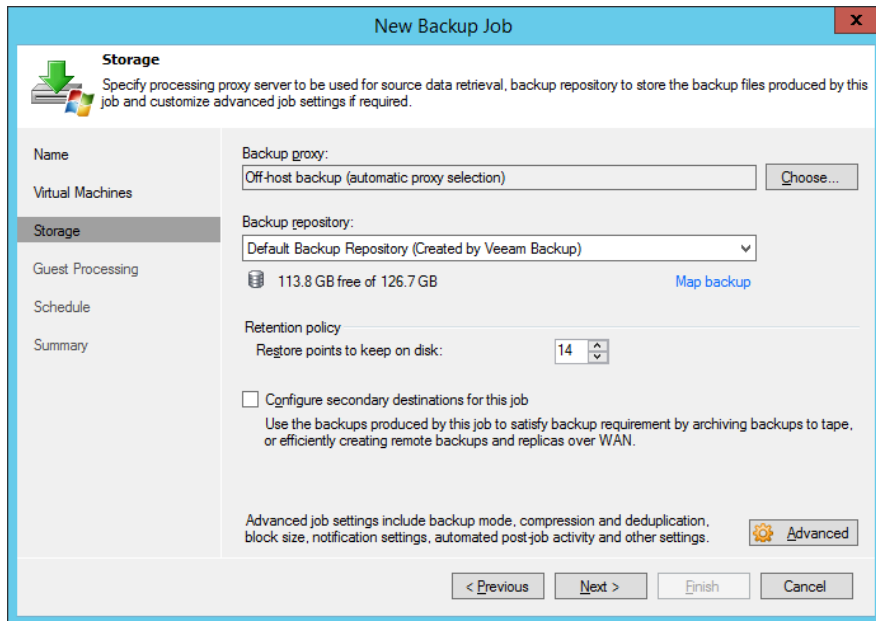 New Backup Job
X
Storage
Specify processing proxy server to be used for source data retrieval, backup repository to store the backup files produced by this
job and customize advanced job settings if required.
Name
Virtual Machines
Storage
Guest Processing
Schedule
Summary
Backup proxy:
Off-host backup (automatic proxy selection)
Choose...
Backup repository:
Default Backup Repository (Created by Veeam Backup)
113.8 GB free of 126.7 GB
Map backup
Retention policy
Restore points to keep on disk:
14
Configure secondary destinations for this job
Use the backups produced by this job to satisfy backup requirement by archiving backups to tape,
or efficiently creating remote backups and replicas over WAN.
Advanced job settings include backup mode, compression and deduplication,
block size, notification settings, automated post-job activity and other settings.
Advanced
< Previous
Next >
Finish
Cancel